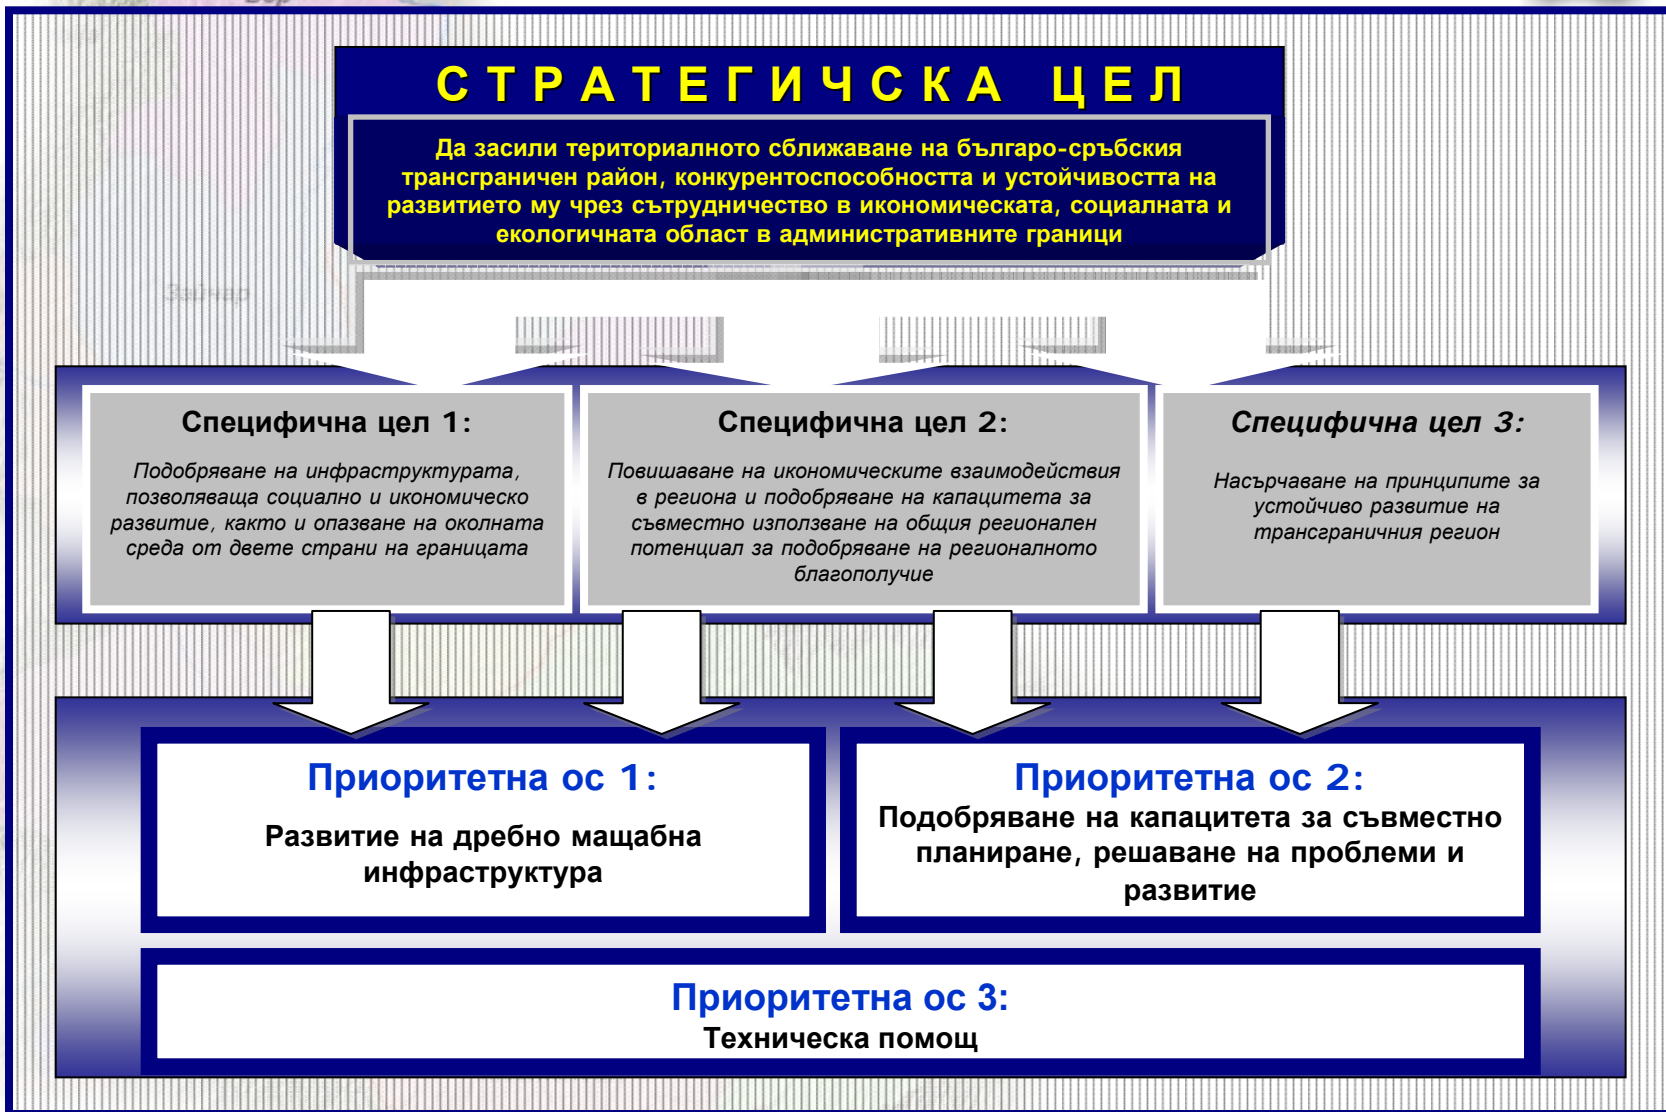 СТРАТЕГИЧСКА ЦЕЛ
Да засили териториалното сближаване на българо-сръбския
трансграничен район, конкурентоспособността и устойчивостта на
развитието му чрез сътрудничество в икономическата, социалната и
екологичната област в административните граници
Зайчар
Специфична цел 1:
Подобряване на инфраструктурата,
позволяваща социално и икономическо
развитие, както и опазване на околната
среда от двете страни на границата
Специфична цел 2:
Повишаване на икономическите взаимодействия
в региона и подобряване на капацитета за
съвместно използване на общия регионален
потенциал за подобряване на регионалното
благополучие
Специфична цел 3:
Насърчаване на принципите за
устойчиво развитие на
трансграничния регион
Приоритетна ос 1:
Развитие на дребно мащабна
инфраструктура
Приоритетна ос 2:
Подобряване на капацитета за съвместно
планиране, решаване на проблеми и
развитие
Приоритетна ос 3:
Техническа помощ